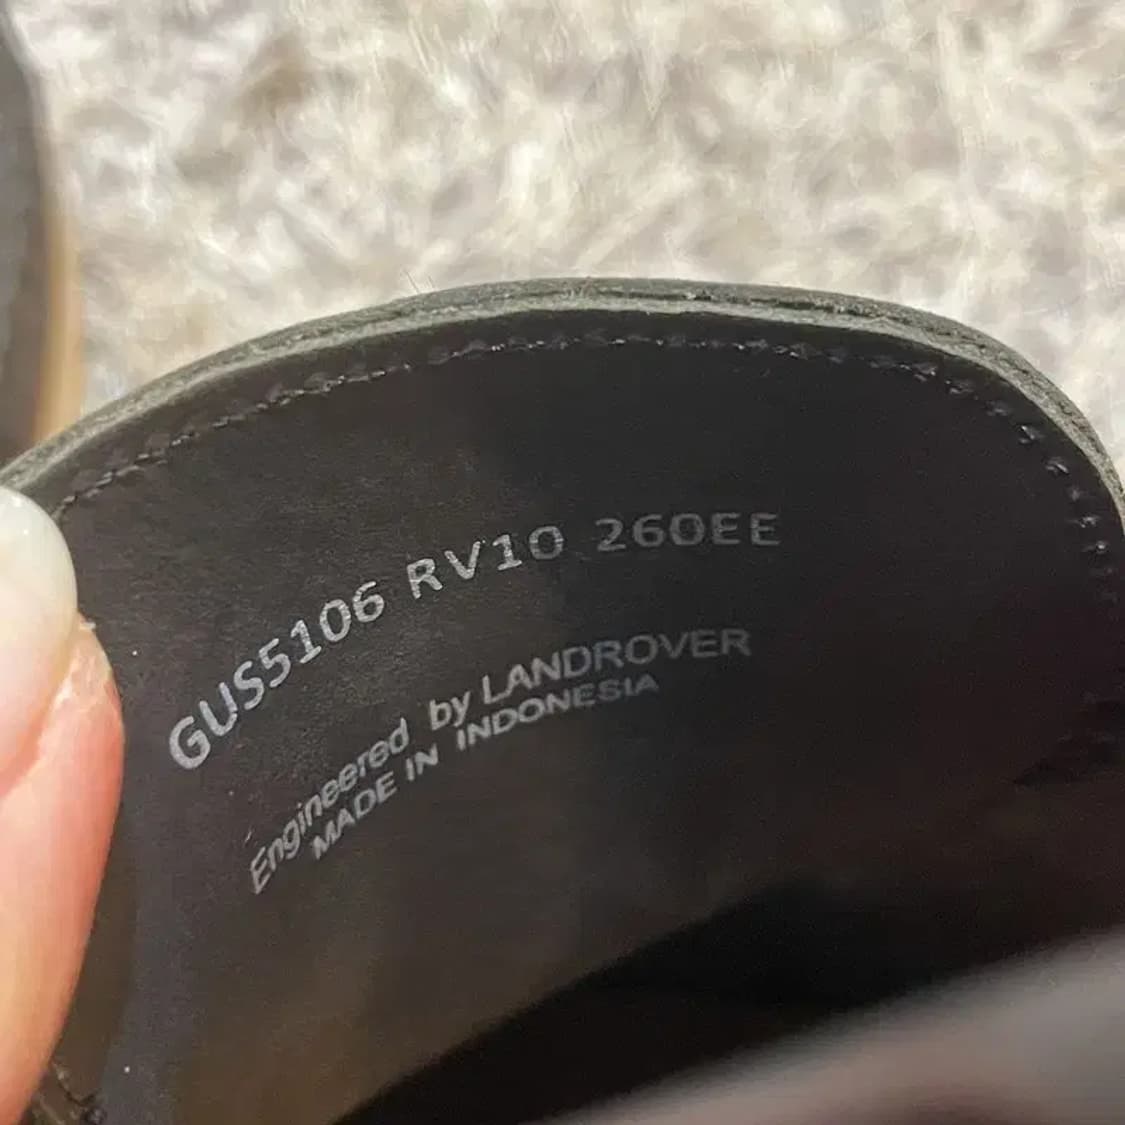 GUS5106 RV10 260EE
Engineered by LANDROVER
MADE IN INDONESIA